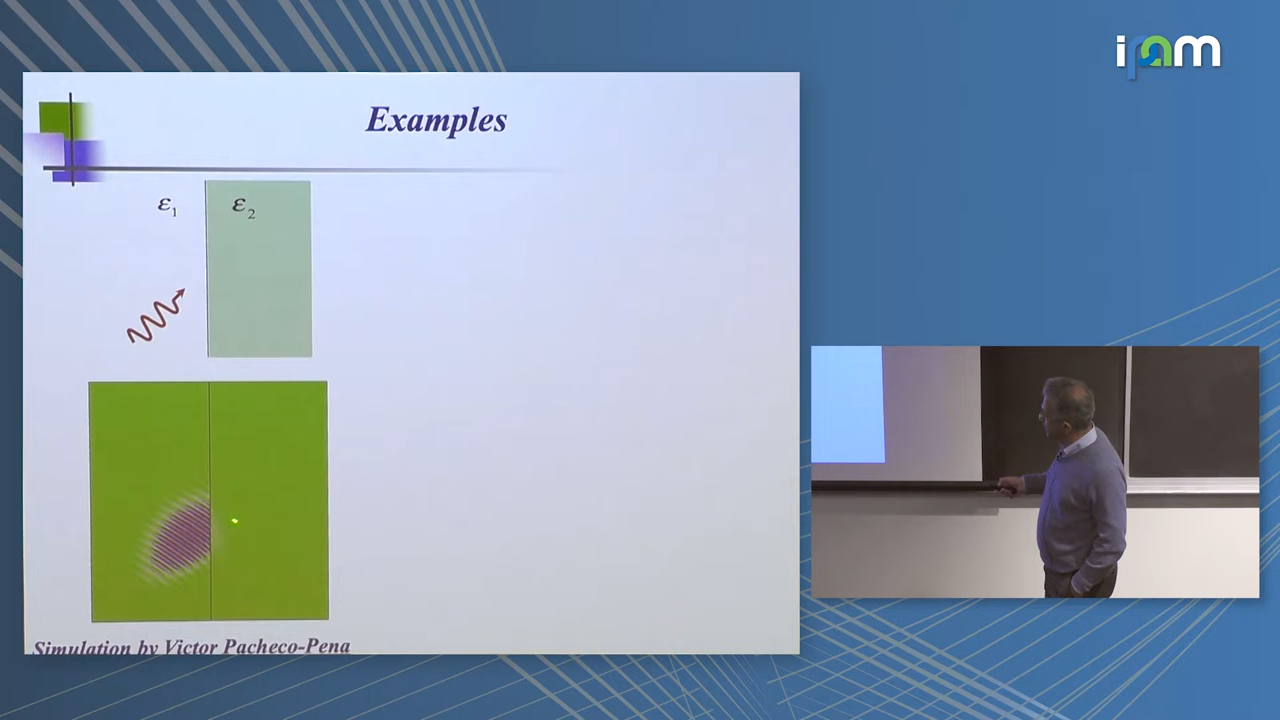 ipam
Examples
ε1 ε2
Simulation by Victor Pacheco-Pena